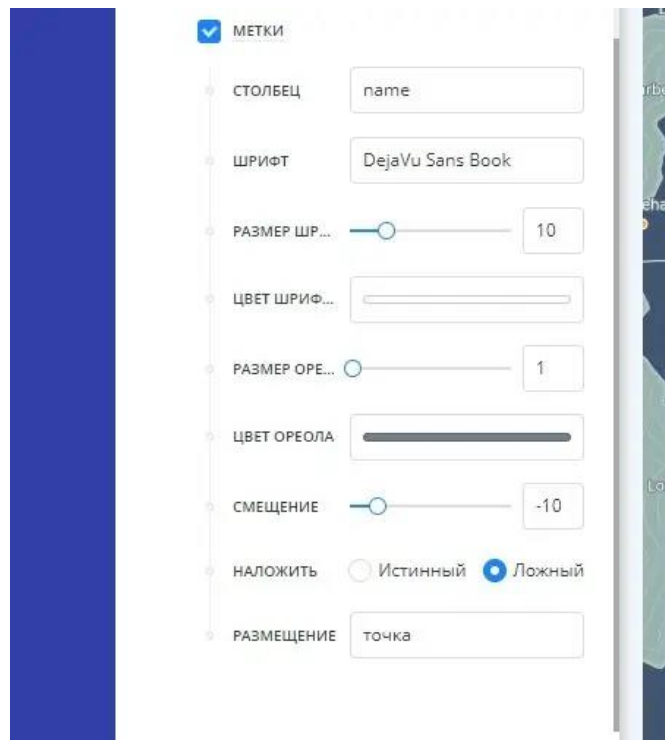 МЕТКИ
СТОЛБЕЦ name
ШРИФТ DejaVu Sans Book
РАЗМЕР ШР... 10
ЦВЕТ ШРИФ...
РАЗМЕР ОРЕ... 1
ЦВЕТ ОРЕОЛА
СМЕЩЕНИЕ -10
НАЛОЖИТЬ Истинный Ложный
РАЗМЕЩЕНИЕ точка